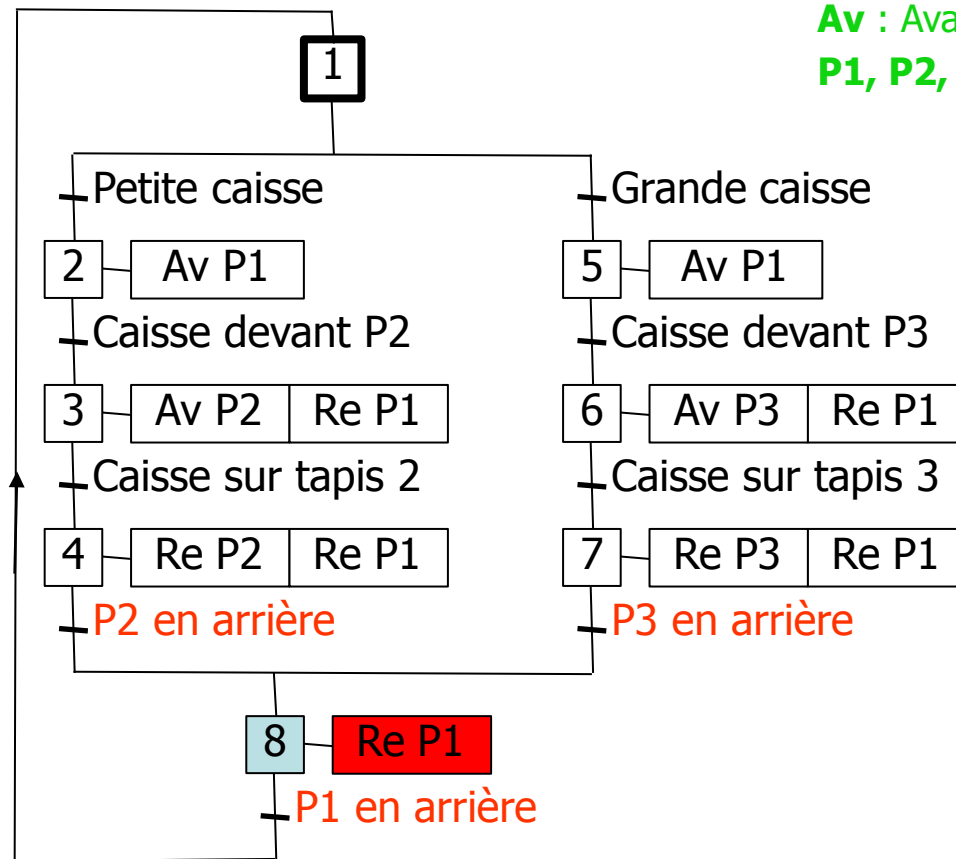 Av : Ava
P1, P2,
1
Petite caisse
Grande caisse
2 Av P1
5 Av P1
Caisse devant P2
Caisse devant P3
3 Av P2 Re P1
6 Av P3 Re P1
Caisse sur tapis 2
Caisse sur tapis 3
4 Re P2 Re P1
7 Re P3 Re P1
P2 en arrière
P3 en arrière
8 Re P1
P1 en arrière